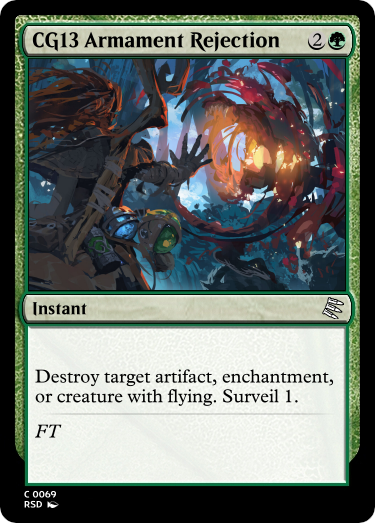 CG13 Armament Rejection 2
Instant
Destroy target artifact, enchantment,
or creature with flying. Surveil 1.
FT
C 0069
RSD